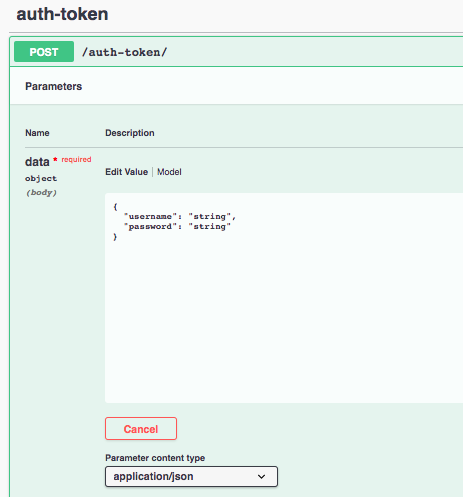 auth-token
POST /auth-token/
Parameters
Name Description
data * required
object
(body)
Edit Value | Model
{
  "username": "string",
  "password": "string"
}
Cancel
Parameter content type
application/json